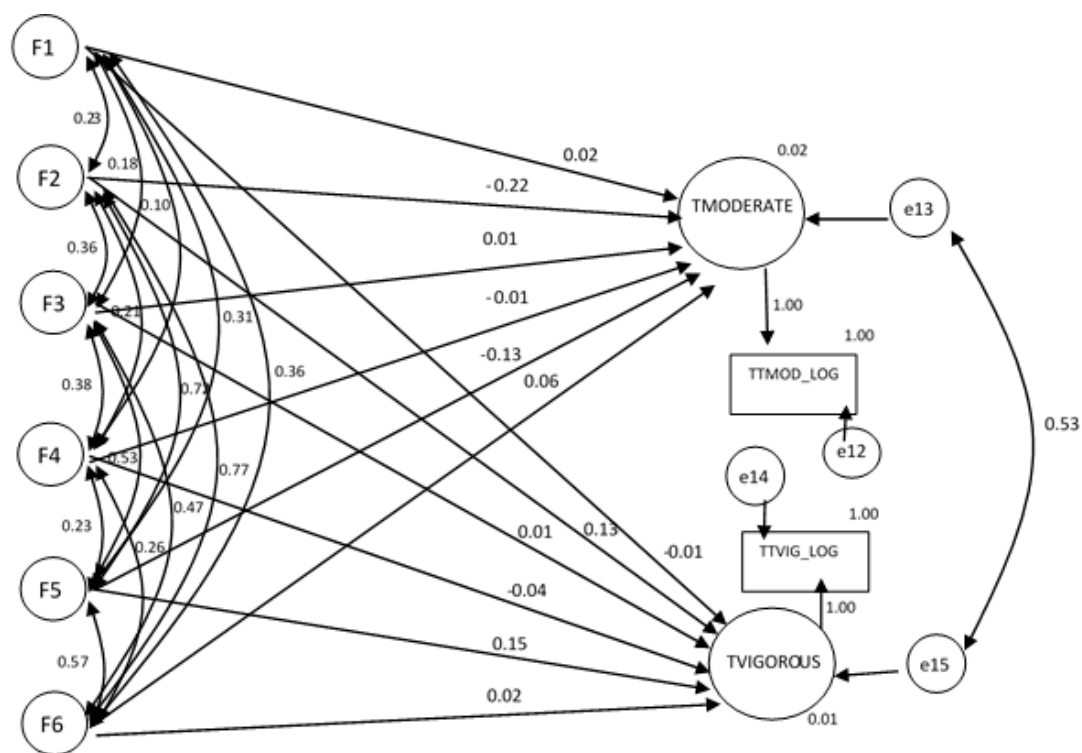 F1
0.23
0.02
0.02
F2
0.18
-0.22
TMODERATE
e13
0.10
0.36
0.01
F3
0.21
0.31
-0.01
1.00
1.00
0.38
0.72
0.36
-0.13
0.06
TTMOD_LOG
0.53
F4
0.53
0.77
e12
e14
0.23
0.47
0.26
0.01
0.13
-0.01
1.00
TTVIG_LOG
F5
-0.04
1.00
0.57
0.15
TVIGOROUS
e15
F6
0.02
0.01